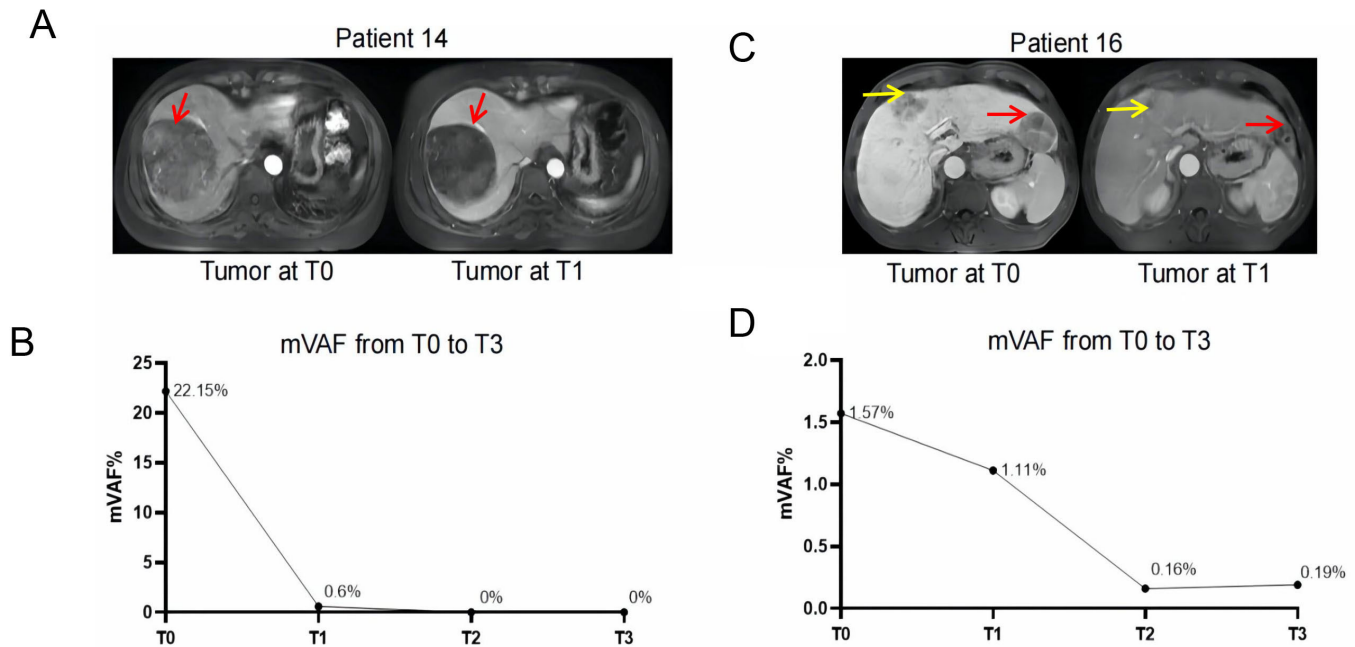 A
Patient 14
Tumor at T0
Tumor at T1
B
mVAF from T0 to T3
mVAF%
25
20
15
10
5
0
22.15%
0.6%
0%
0%
T0
T1
T2
T3
C
Patient 16
Tumor at T0
Tumor at T1
D
mVAF from T0 to T3
mVAF%
2.0
1.5
1.0
0.5
0.0
1.57%
1.11%
0.16%
0.19%
T0
T1
T2
T3